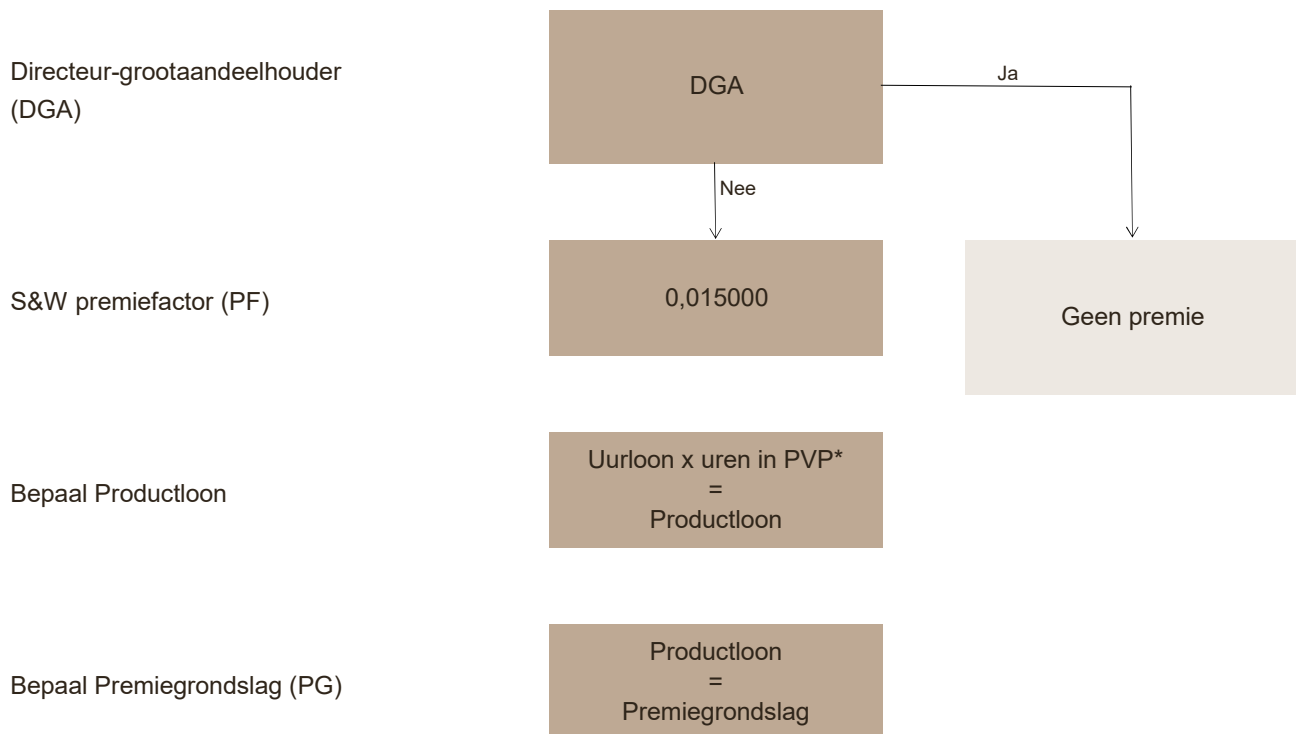 Directeur-grootaandeelhouder
(DGA)
DGA
Ja
Nee
S&W premiefactor (PF)
0,015000
Geen premie
Bepaal Productloon
Uurloon x uren in PVP*
=
Productloon
Bepaal Premiegrondslag (PG)
Productloon
=
Premiegrondslag